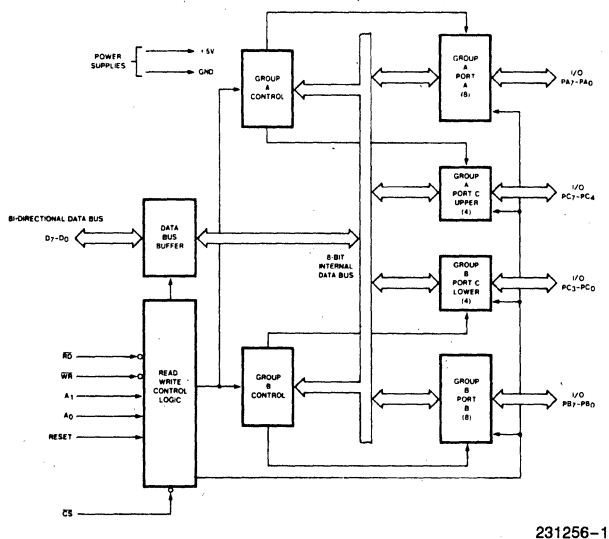 POWER
SUPPLIES
+5V
GND
GROUP
A
CONTROL
GROUP
A
PORT
A
(8)
I/O
PA7-PA0
GROUP
A
PORT C
UPPER
(4)
I/O
PC7-PC4
BI-DIRECTIONAL DATA BUS
D7-D0
DATA
BUS
BUFFER
8-BIT
INTERNAL
DATA BUS
GROUP
B
PORT C
LOWER
(4)
I/O
PC3-PC0
RD
WR
A1
A0
RESET
CS
READ
WRITE
CONTROL
LOGIC
GROUP
B
CONTROL
GROUP
B
PORT
B
(8)
I/O
PB7-PB0
231256-1